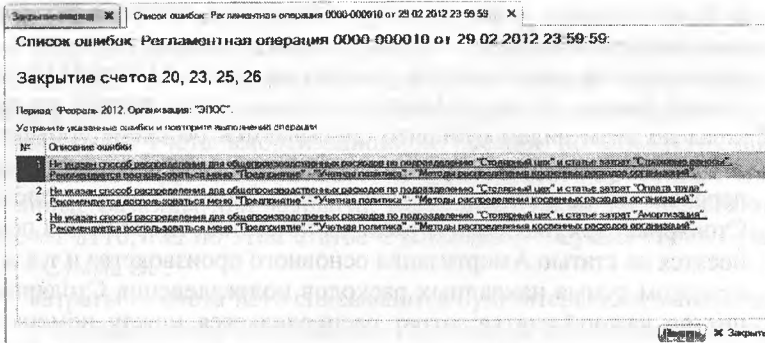 Закрытие месяца
Список ошибок: Регламентная операция 0000-000010 от 29 02 2012 23 59 59
Список ошибок: Регламентная операция 0000-000010 от 29 02 2012 23:59:59:
Закрытие счетов 20, 23, 25, 26
Период: Февраль 2012. Организация: "ЭПОС".
Устраните указанные ошибки и повторите выполнение операции
№ Описание ошибки
1 Не указан способ распределения для общепроизводственных расходов по подразделению "Столярный цех" и статье затрат "Страховые взносы".
Рекомендуется воспользоваться меню "Предприятие" - "Учетная политика" - "Методы распределения косвенных расходов организаций".
2 Не указан способ распределения для общепроизводственных расходов по подразделению "Столярный цех" и статье затрат "Оплата труда".
Рекомендуется воспользоваться меню "Предприятие" - "Учетная политика" - "Методы распределения косвенных расходов организаций".
3 Не указан способ распределения для общепроизводственных расходов по подразделению "Столярный цех" и статье затрат "Амортизация".
Рекомендуется воспользоваться меню "Предприятие" - "Учетная политика" - "Методы распределения косвенных расходов организаций".
Закрыть